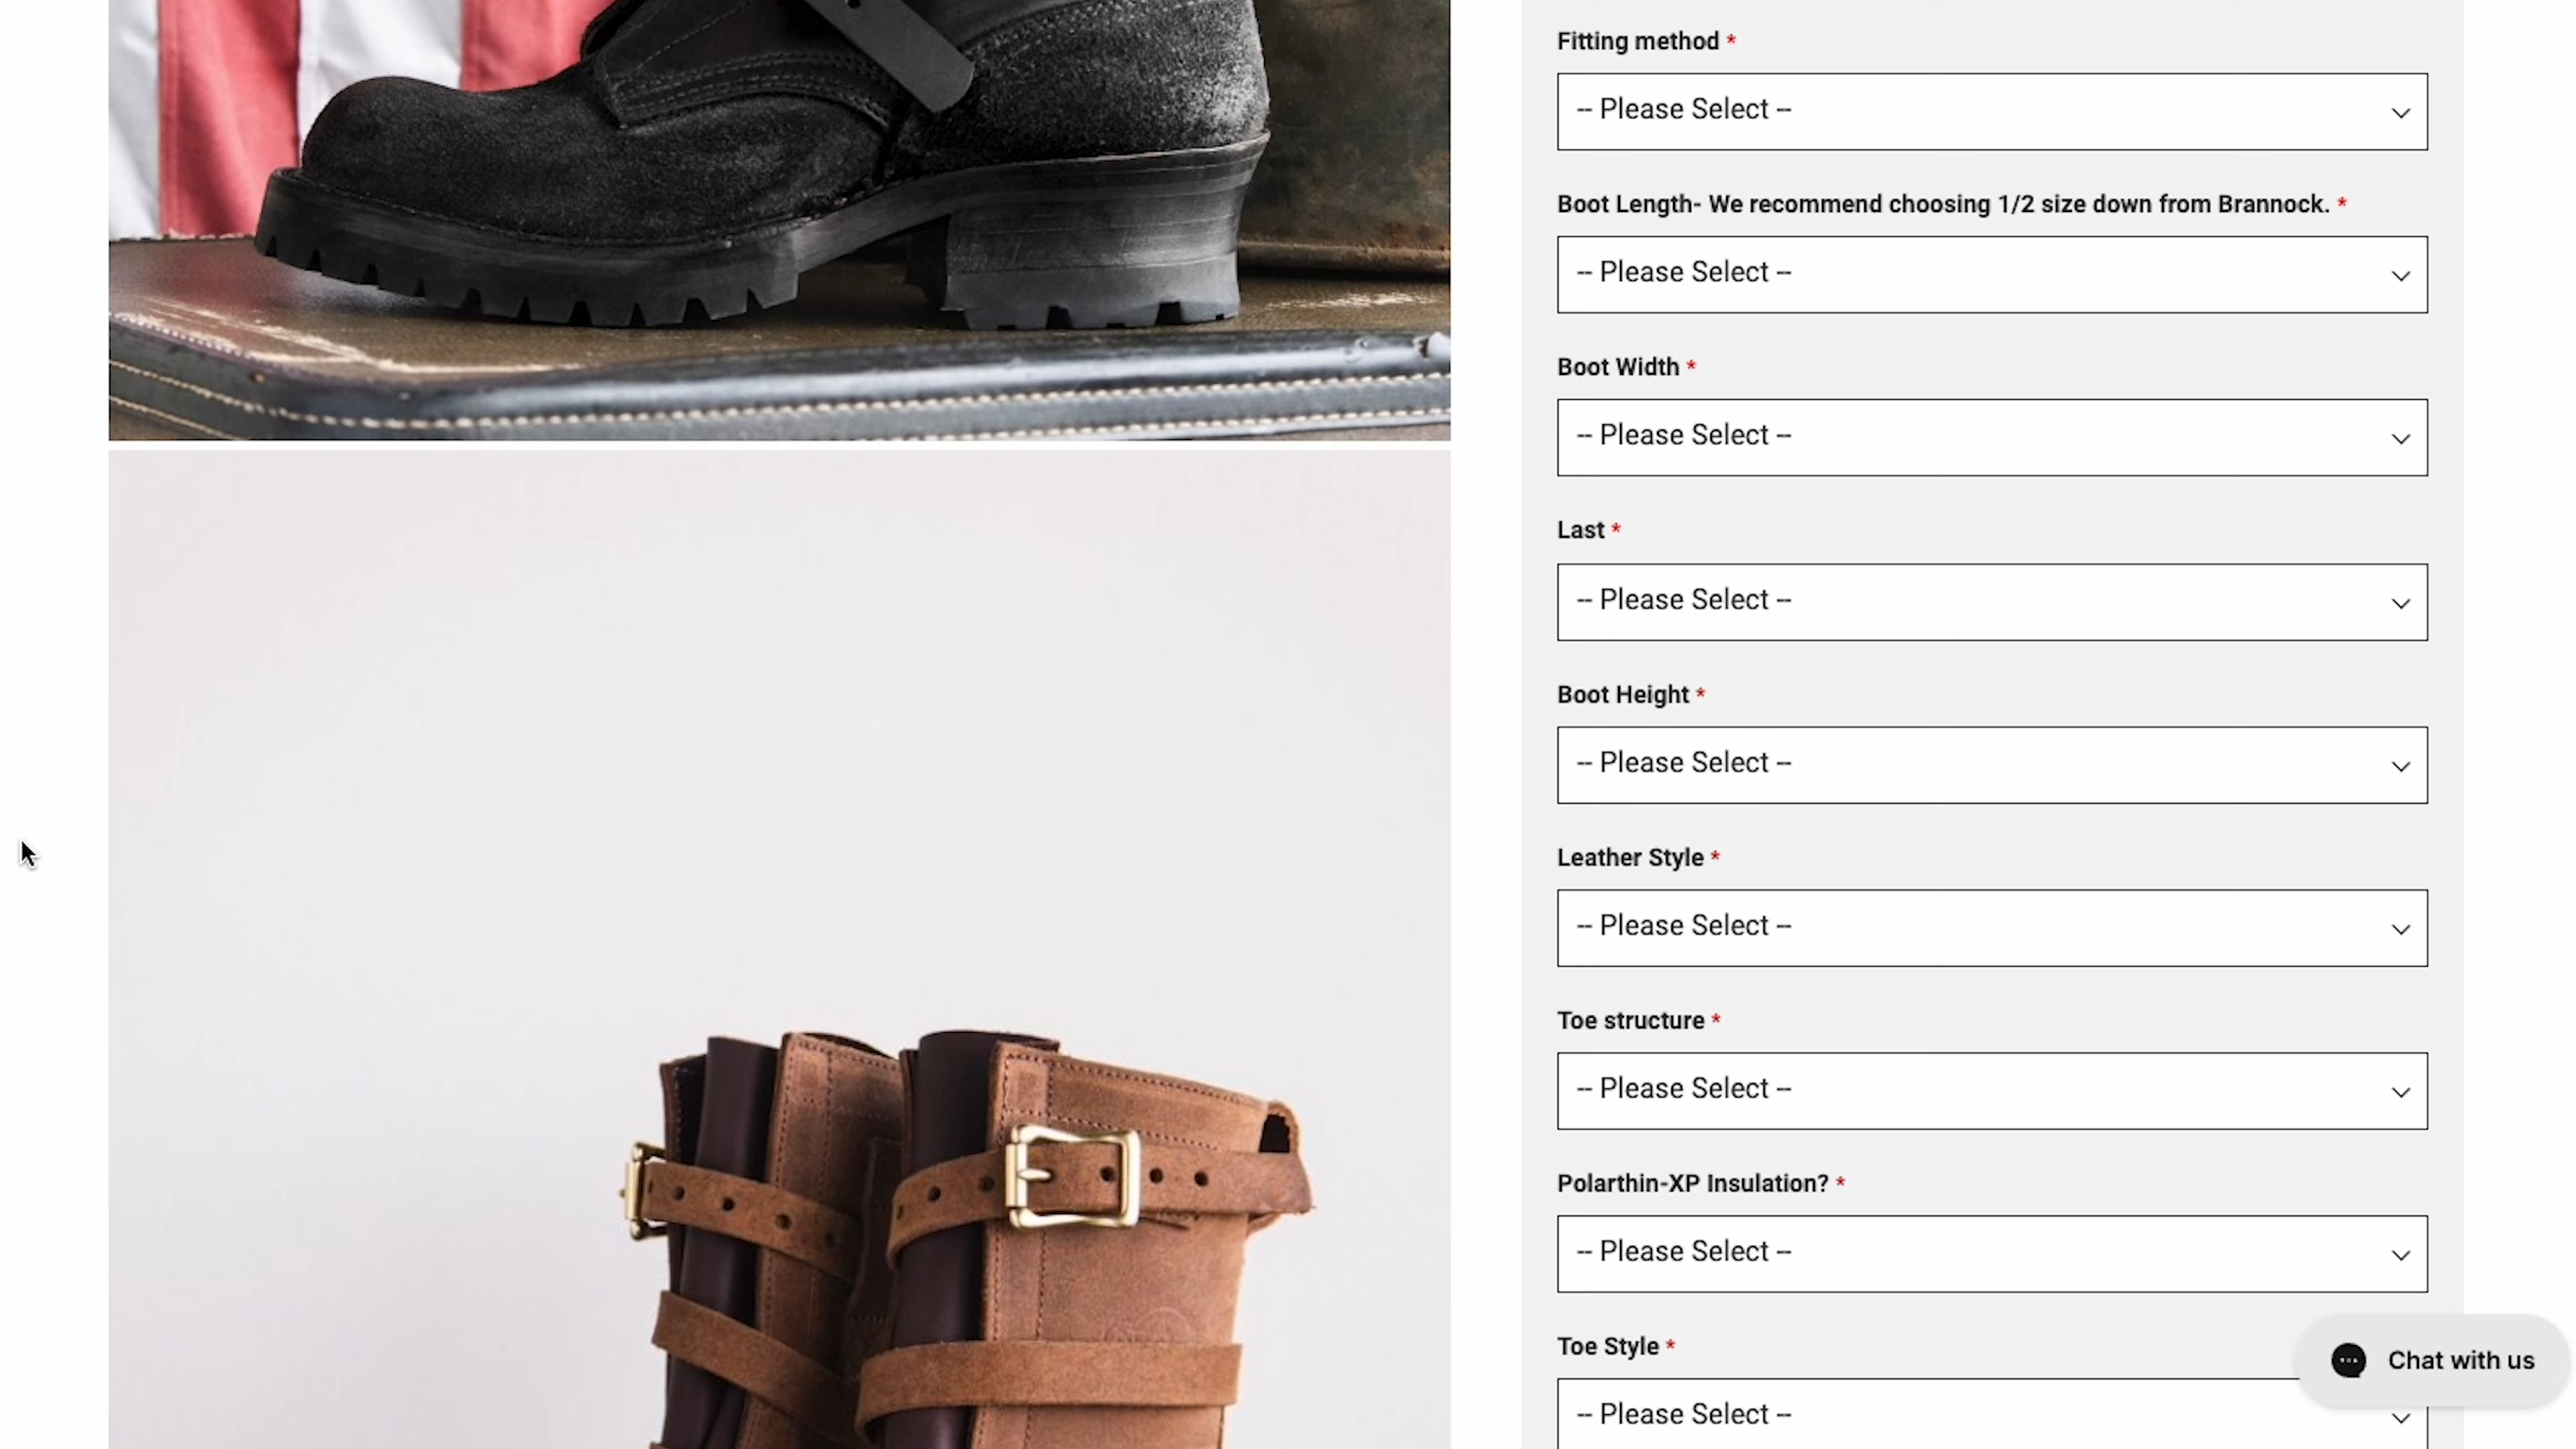 Fitting method *
-- Please Select --
Boot Length- We recommend choosing 1/2 size down from Brannock. *
-- Please Select --
Boot Width *
-- Please Select --
Last *
-- Please Select --
Boot Height *
-- Please Select --
Leather Style *
-- Please Select --
Toe structure *
-- Please Select --
Polarthin-XP Insulation? *
-- Please Select --
Toe Style *
-- Please Select --
Chat with us